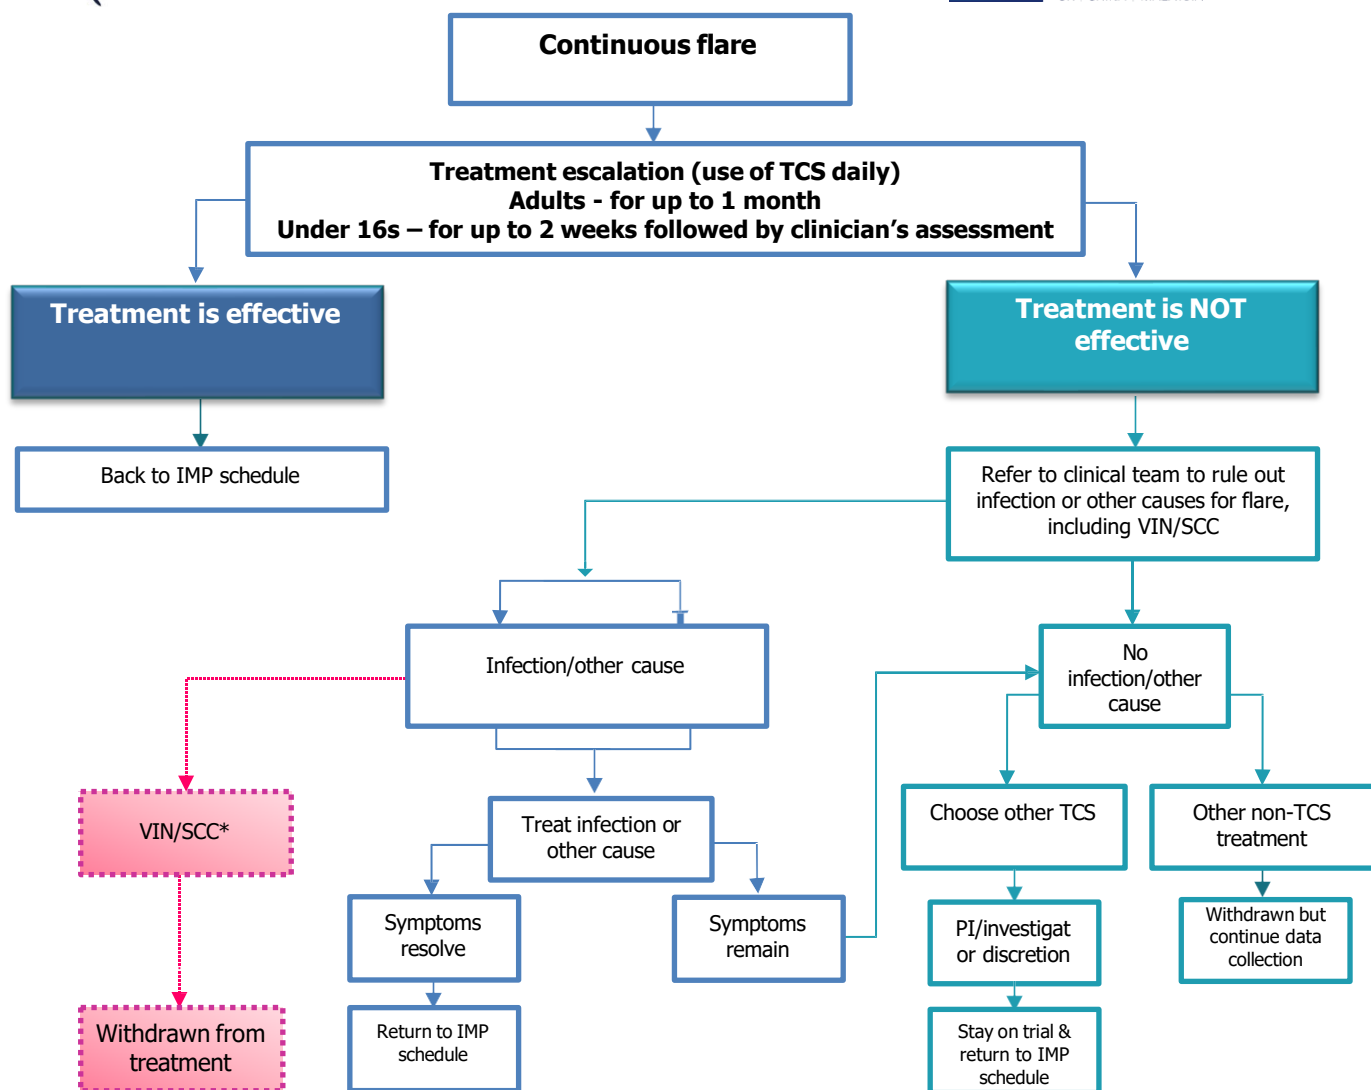 Continuous flare
Treatment escalation (use of TCS daily)
Adults - for up to 1 month
Under 16s – for up to 2 weeks followed by clinician’s assessment
Treatment is effective
Treatment is NOT
effective
Back to IMP schedule
Refer to clinical team to rule out
infection or other causes for flare,
including VIN/SCC
Infection/other cause
No
infection/other
cause
VIN/SCC*
Treat infection or
other cause
Choose other TCS
Other non-TCS
treatment
Symptoms
resolve
Symptoms
remain
PI/investigat
or discretion
Withdrawn but
continue data
collection
Withdrawn from
treatment
Return to IMP
schedule
Stay on trial &
return to IMP
schedule